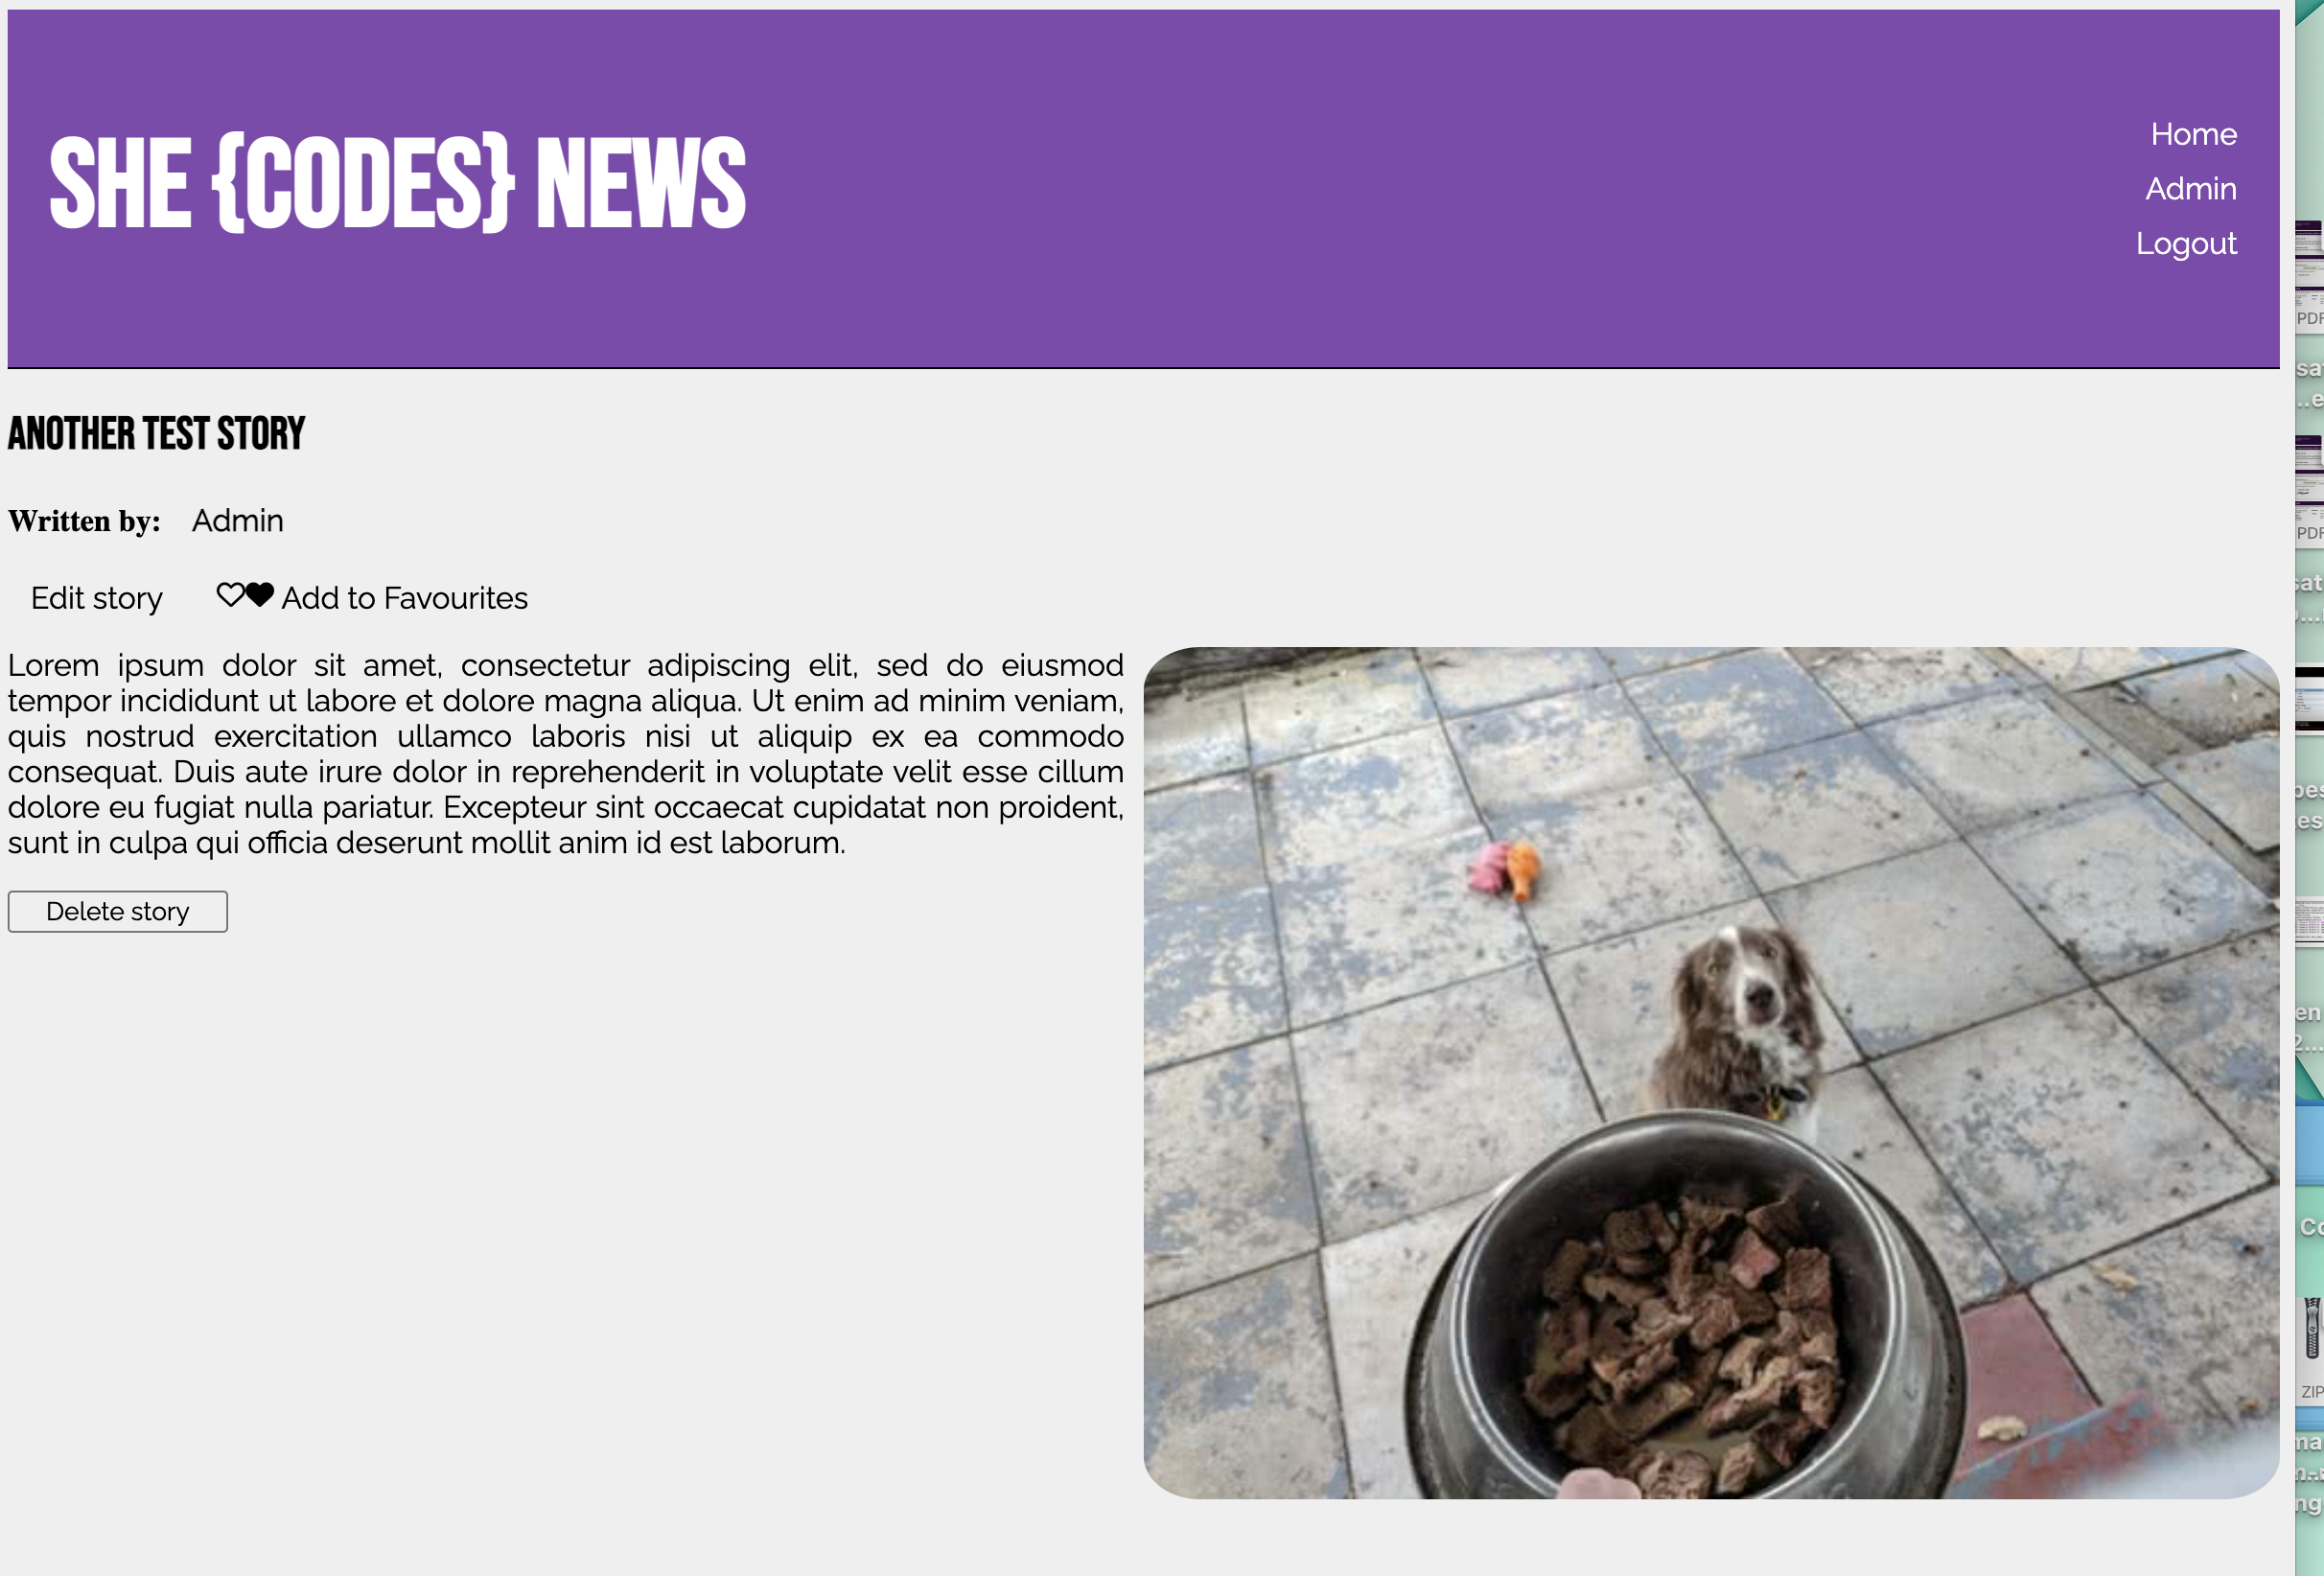 SHE {CODES} NEWS
Home
Admin
Logout
ANOTHER TEST STORY
Written by: Admin
Edit story
Add to Favourites
Lorem ipsum dolor sit amet, consectetur adipiscing elit, sed do eiusmod
tempor incididunt ut labore et dolore magna aliqua. Ut enim ad minim veniam,
quis nostrud exercitation ullamco laboris nisi ut aliquip ex ea commodo
consequat. Duis aute irure dolor in reprehenderit in voluptate velit esse cillum
dolore eu fugiat nulla pariatur. Excepteur sint occaecat cupidatat non proident,
sunt in culpa qui officia deserunt mollit anim id est laborum.
Delete story
PDF
PDF
ZIP